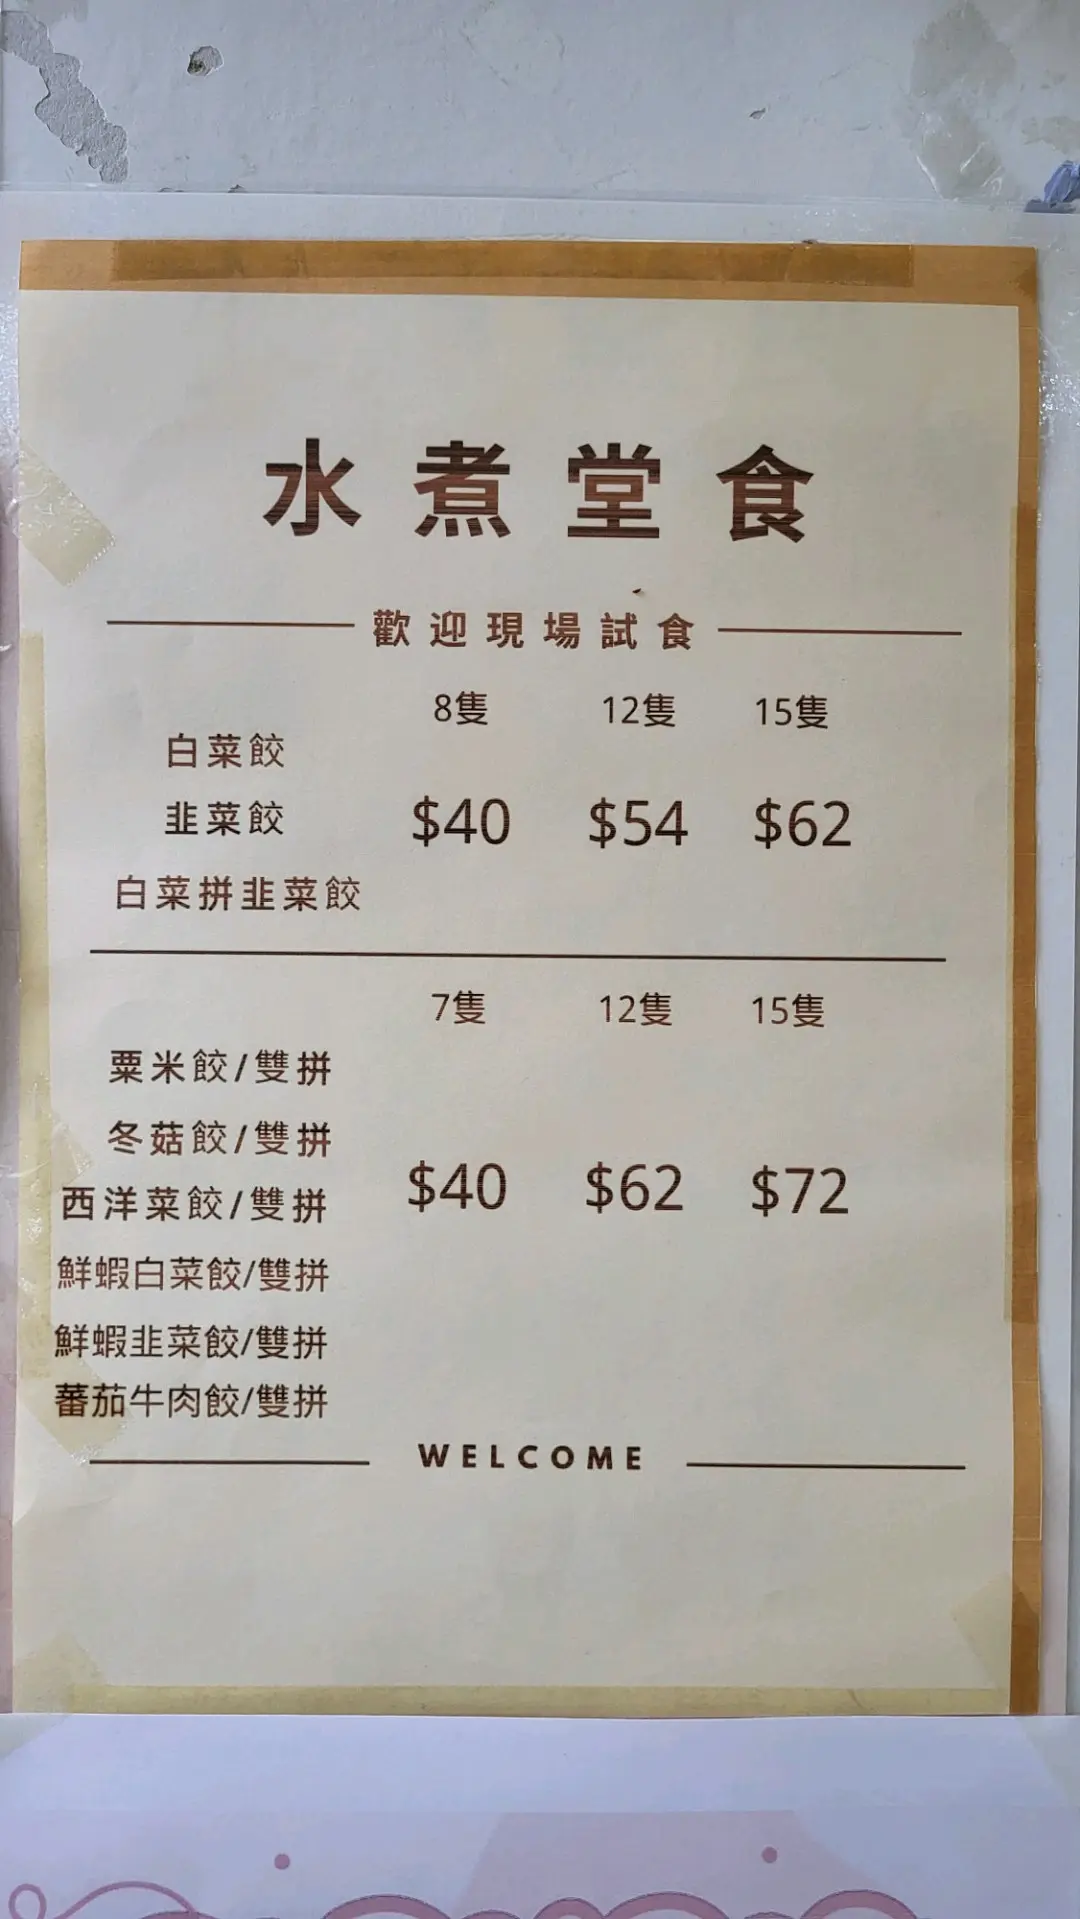 水煮堂食
歡迎現場試食
8隻 12隻 15隻
白菜餃
韭菜餃 $40 $54 $62
白菜拼韭菜餃
7隻 12隻 15隻
粟米餃/雙拼
冬菇餃/雙拼
西洋菜餃/雙拼 $40 $62 $72
鮮蝦白菜餃/雙拼
鮮蝦韭菜餃/雙拼
蕃茄牛肉餃/雙拼
WELCOME